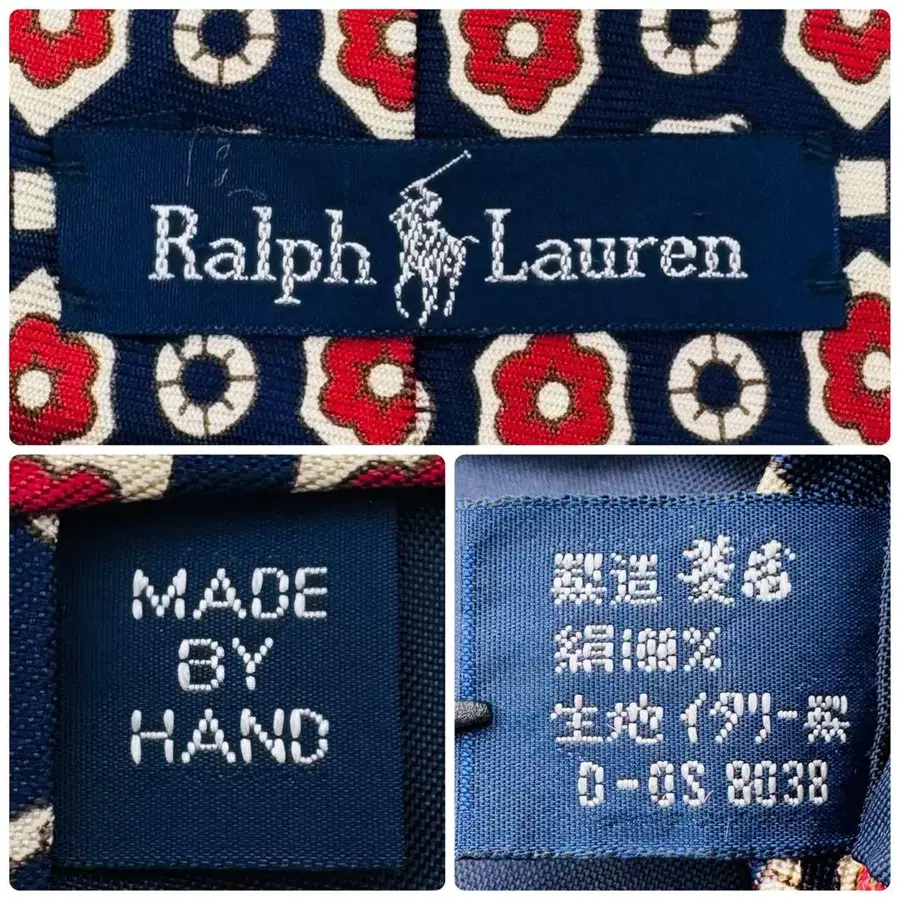 Ralph Lauren
MADE
BY
HAND
製造
絹100%
生地 イタリー製
0-OS 8038